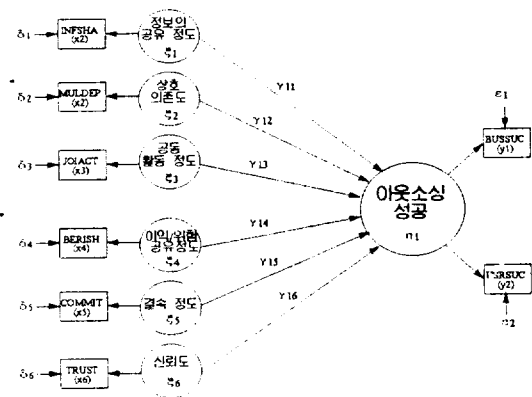 δ1
INFSHA
(x2)
정보의
공유 정도
ξ1
δ2
MULDEP
(x2)
상호
의존도
ξ2
δ3
JOIACT
(x3)
공동
활동 정도
ξ3
δ4
BERISH
(x4)
이익/위험
공유정도
ξ4
δ5
COMMIT
(x5)
결속 정도
ξ5
δ6
TRUST
(x6)
신뢰도
ξ6
γ11
γ12
γ13
γ14
γ15
γ16
아웃소싱
성공
η1
ε1
BUSSUC
(y1)
(y2)